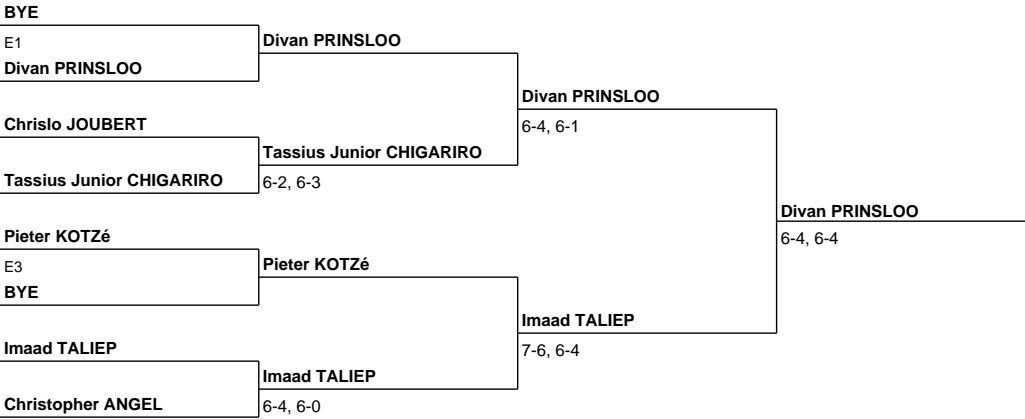 BYE
E1
Divan PRINSLOO
Divan PRINSLOO
Chrislo JOUBERT
Tassius Junior CHIGARIRO
Tassius Junior CHIGARIRO
6-2, 6-3
Divan PRINSLOO
6-4, 6-1
Pieter KOTZé
E3
BYE
Pieter KOTZé
Imaad TALIEP
Christopher ANGEL
Imaad TALIEP
6-4, 6-0
Imaad TALIEP
7-6, 6-4
Divan PRINSLOO
6-4, 6-4